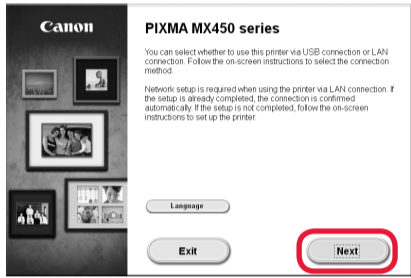 Canon
PIXMA MX450 series
You can select whether to use this printer via USB connection or LAN
connection. Follow the on-screen instructions to select the connection
method.
Network setup is required when using the printer via LAN connection. If
the setup is already completed, the connection is confirmed
automatically. If the setup is not completed, follow the on-screen
instructions to set up the printer.
Language
Exit
Next